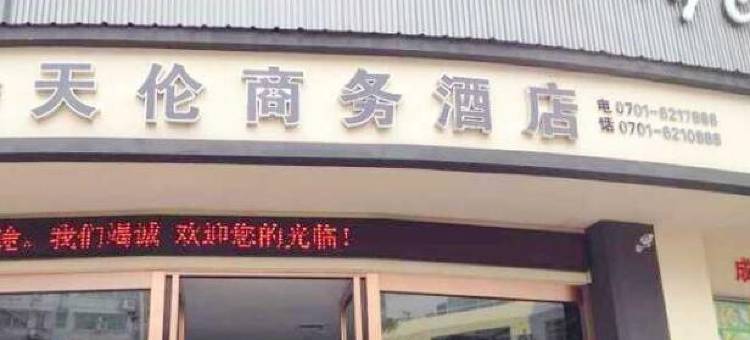 天伦商务酒店
电话 0701-6217888
0701-6210888
。我们竭诚 欢迎您的光临!
成